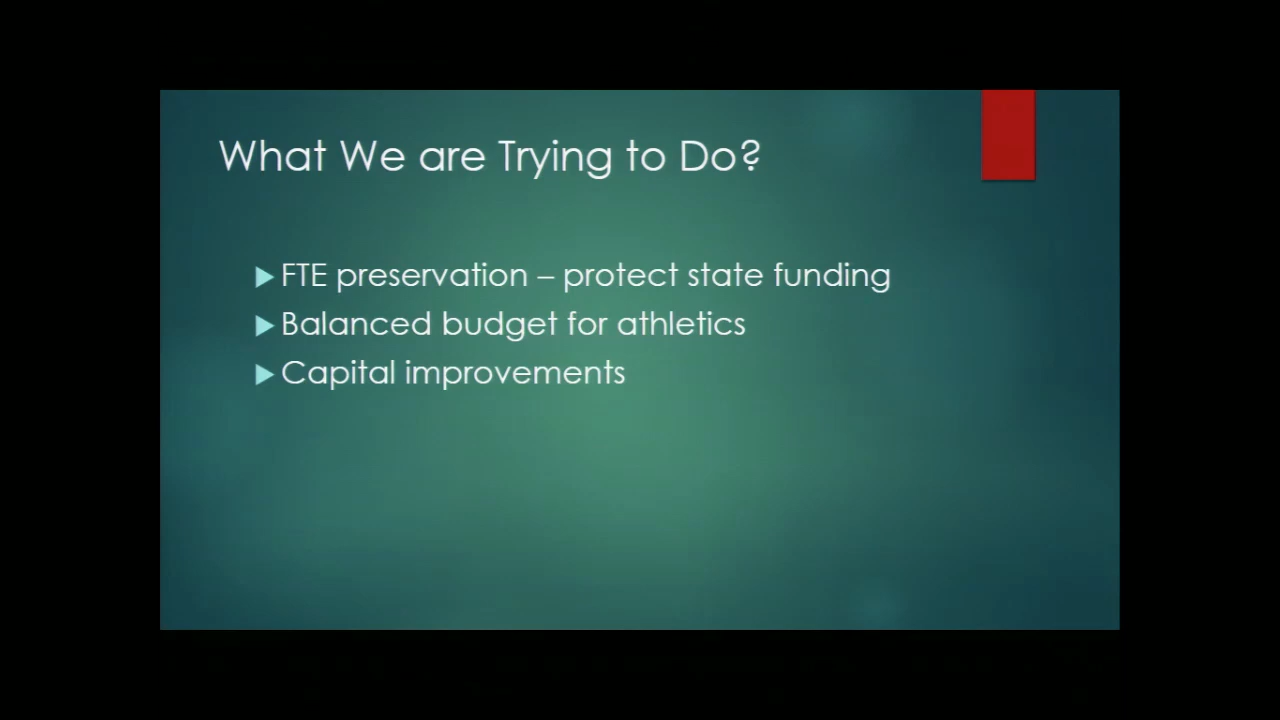 What We are Trying to Do?
FTE preservation – protect state funding
Balanced budget for athletics
Capital improvements